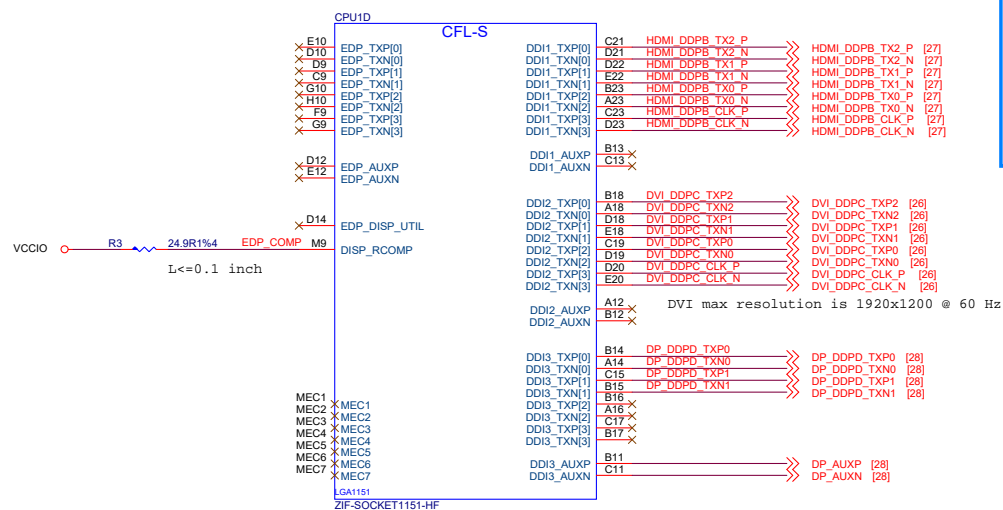 CPU1D
CFL-S
E10 EDP_TXP[0]
D10 EDP_TXN[0]
D9 EDP_TXP[1]
C9 EDP_TXN[1]
G10 EDP_TXP[2]
H10 EDP_TXN[2]
F9 EDP_TXP[3]
G9 EDP_TXN[3]
D12 EDP_AUXP
E12 EDP_AUXN
D14 EDP_DISP_UTIL
VCCIO R3 24.9R1%4 EDP_COMP M9 DISP_RCOMP
L<=0.1 inch
MEC1 MEC1
MEC2 MEC2
MEC3 MEC3
MEC4 MEC4
MEC5 MEC5
MEC6 MEC6
MEC7 MEC7
DDI1_TXP[0] C21 HDMI_DDPB_TX2_P HDMI_DDPB_TX2_P [27]
DDI1_TXN[0] D21 HDMI_DDPB_TX2_N HDMI_DDPB_TX2_N [27]
DDI1_TXP[1] D22 HDMI_DDPB_TX1_P HDMI_DDPB_TX1_P [27]
DDI1_TXN[1] E22 HDMI_DDPB_TX1_N HDMI_DDPB_TX1_N [27]
DDI1_TXP[2] B23 HDMI_DDPB_TX0_P HDMI_DDPB_TX0_P [27]
DDI1_TXN[2] A23 HDMI_DDPB_TX0_N HDMI_DDPB_TX0_N [27]
DDI1_TXP[3] C23 HDMI_DDPB_CLK_P HDMI_DDPB_CLK_P [27]
DDI1_TXN[3] D23 HDMI_DDPB_CLK_N HDMI_DDPB_CLK_N [27]
DDI1_AUXP B13
DDI1_AUXN C13
DDI2_TXP[0] B18 DVI_DDPC_TXP2 DVI_DDPC_TXP2 [26]
DDI2_TXN[0] A18 DVI_DDPC_TXN2 DVI_DDPC_TXN2 [26]
DDI2_TXP[1] D18 DVI_DDPC_TXP1 DVI_DDPC_TXP1 [26]
DDI2_TXN[1] E18 DVI_DDPC_TXN1 DVI_DDPC_TXN1 [26]
DDI2_TXP[2] C19 DVI_DDPC_TXP0 DVI_DDPC_TXP0 [26]
DDI2_TXN[2] D19 DVI_DDPC_TXN0 DVI_DDPC_TXN0 [26]
DDI2_TXP[3] D20 DVI_DDPC_CLK_P DVI_DDPC_CLK_P [26]
DDI2_TXN[3] E20 DVI_DDPC_CLK_N DVI_DDPC_CLK_N [26]
DVI max resolution is 1920x1200 @ 60 Hz
DDI2_AUXP A12
DDI2_AUXN B12
DDI3_TXP[0] B14 DP_DDPD_TXP0 DP_DDPD_TXP0 [28]
DDI3_TXN[0] A14 DP_DDPD_TXN0 DP_DDPD_TXN0 [28]
DDI3_TXP[1] C15 DP_DDPD_TXP1 DP_DDPD_TXP1 [28]
DDI3_TXN[1] B15 DP_DDPD_TXN1 DP_DDPD_TXN1 [28]
DDI3_TXP[2] B16
DDI3_TXN[2] A16
DDI3_TXP[3] C17
DDI3_TXN[3] B17
DDI3_AUXP B11 DP_AUXP [28]
DDI3_AUXN C11 DP_AUXN [28]
LGA1151
ZIF-SOCKET1151-HF